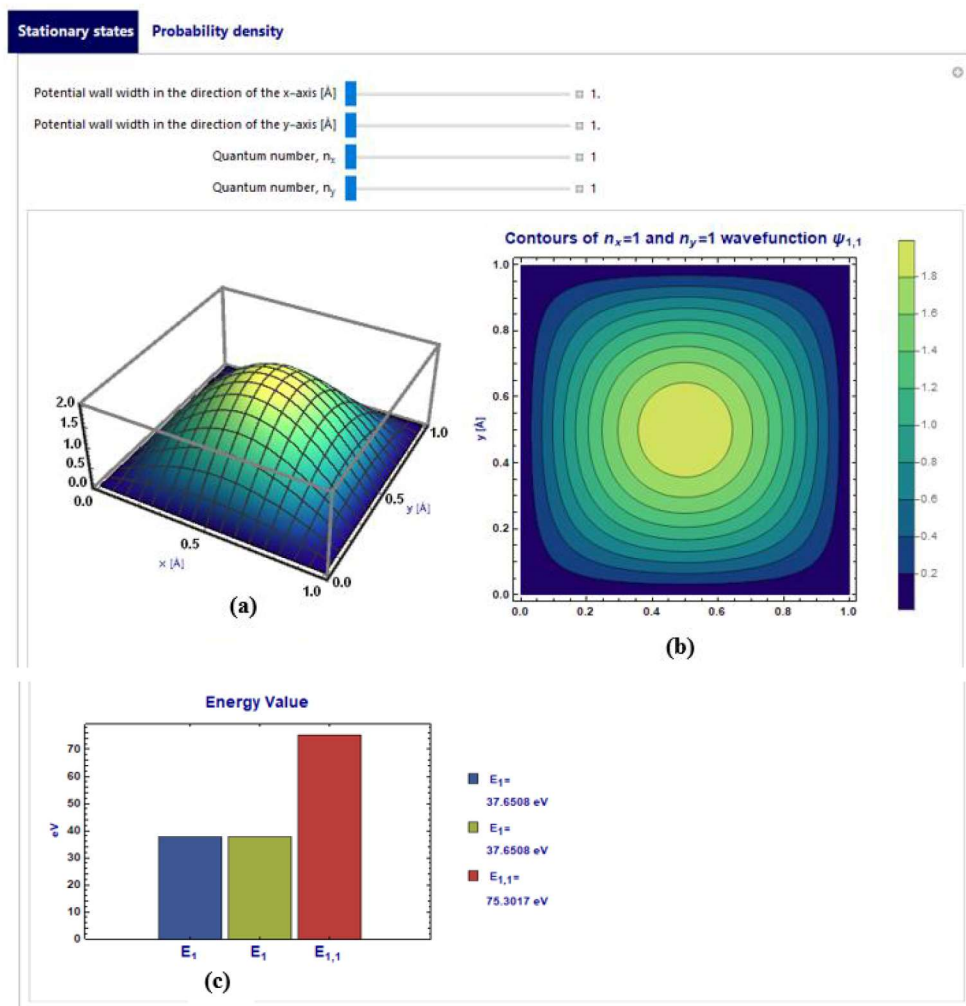 Stationary states Probability density
Potential wall width in the direction of the x-axis [Å] 1.
Potential wall width in the direction of the y-axis [Å] 1.
Quantum number, nx 1
Quantum number, ny 1
Contours of nx=1 and ny=1 wavefunction ψ1,1
2.0
1.5
1.0
0.5
0.0
0.0
0.5
1.0
x [Å]
0.0
0.5
1.0
y [Å]
(a)
1.0
0.8
0.6
0.4
0.2
0.0
y [Å]
0.0 0.2 0.4 0.6 0.8 1.0
1.8
1.6
1.4
1.2
1.0
0.8
0.6
0.4
0.2
(b)
Energy Value
70
60
50
40
30
20
10
0
eV
E1 E1 E1,1
E1=
37.6508 eV
E1=
37.6508 eV
E1,1=
75.3017 eV
(c)